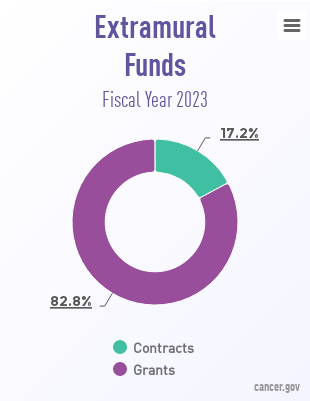 Extramural
Funds
Fiscal Year 2023
17.2%
82.8%
Contracts
Grants
cancer.gov